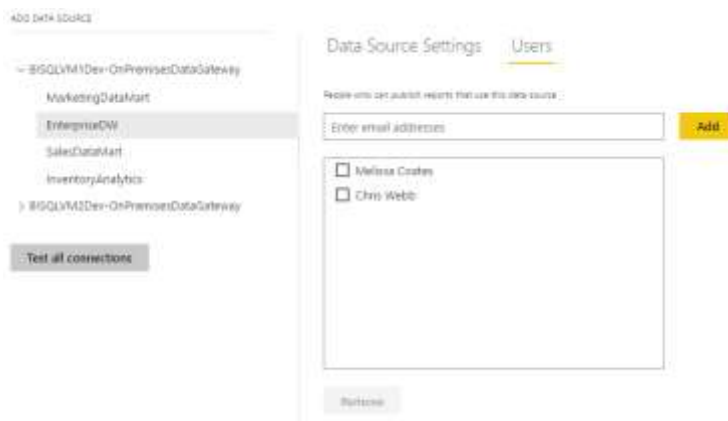 ADD DATA SOURCE
BISQLVM1Dev-OnPremisesDataGateway
MarketingDataMart
EnterpriseDW
SalesDataMart
InventoryAnalytics
BISQLVM2Dev-OnPremisesDataGateway
Test all connections
Data Source Settings Users
People who can publish reports that use this data source
Enter email addresses
Add
Melissa Coates
Chris Webb
Remove